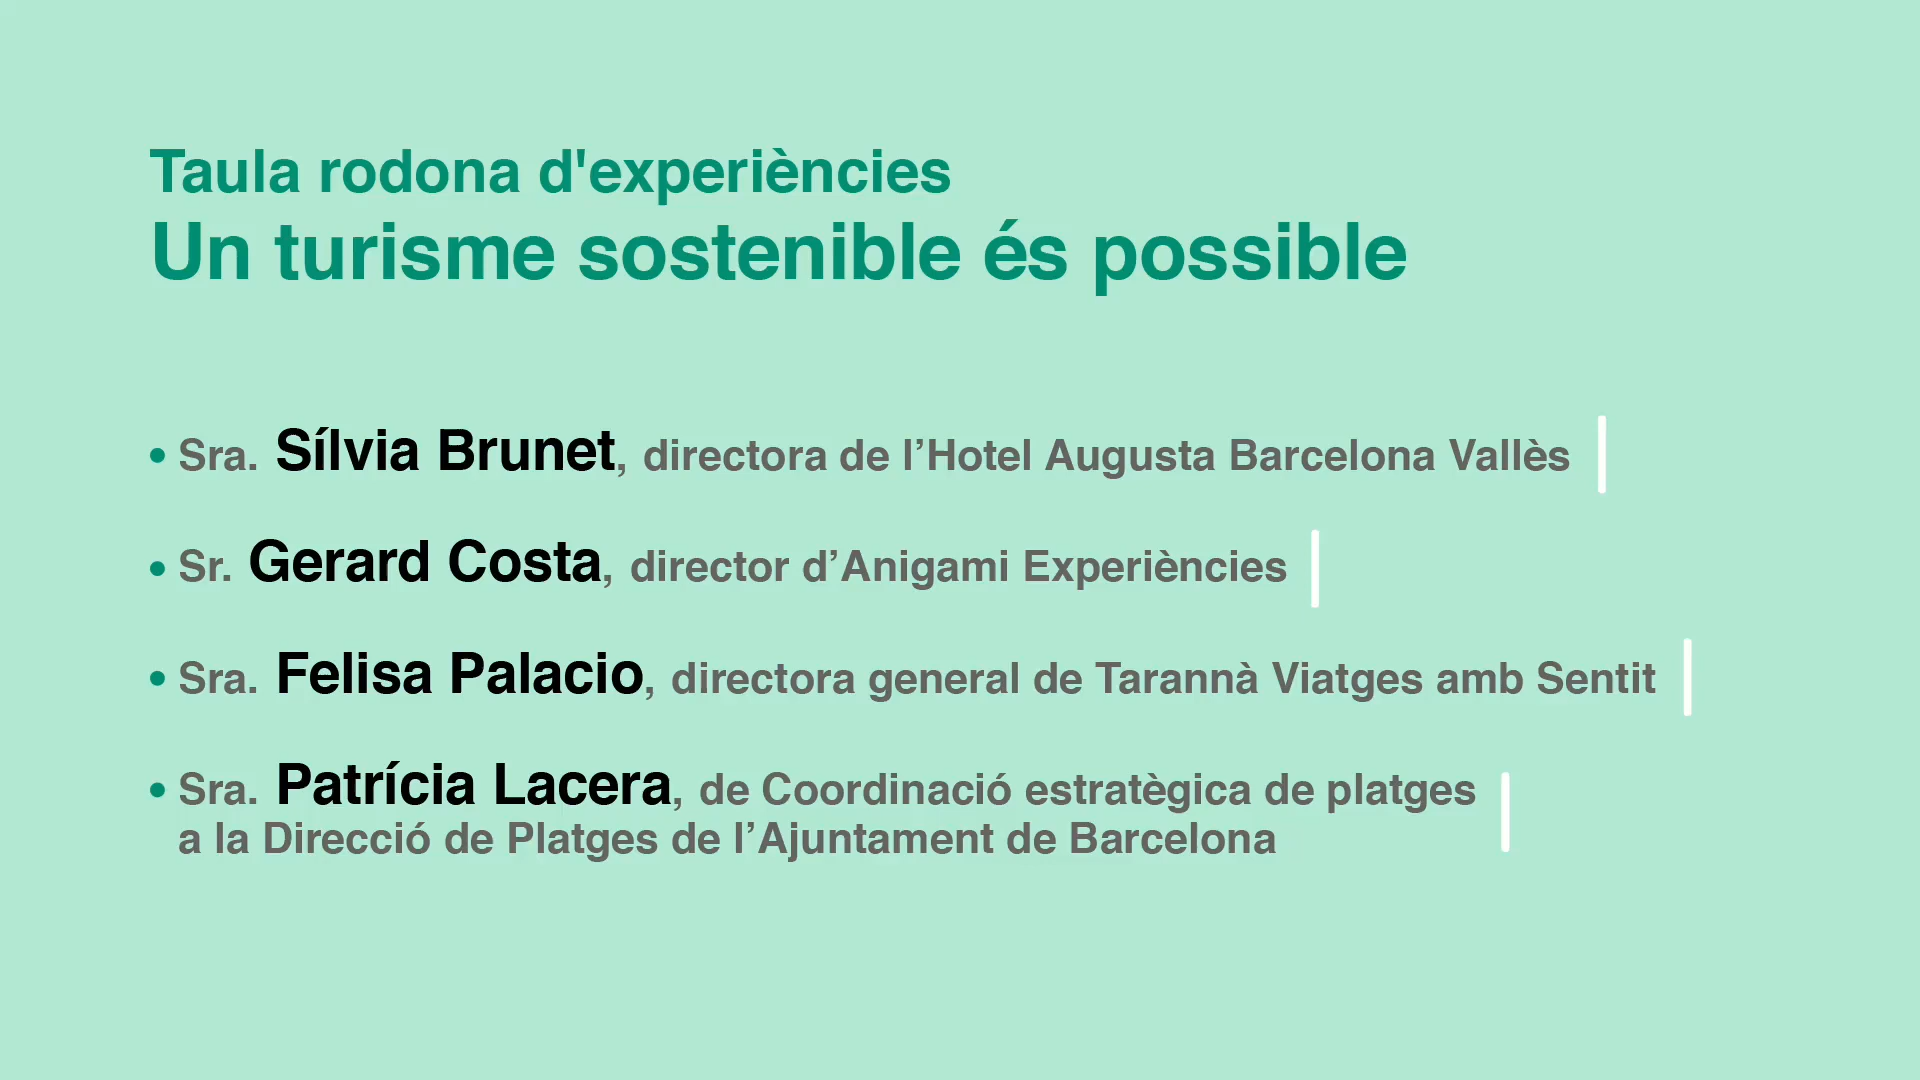 Taula rodona d'experiències
Un turisme sostenible és possible
• Sra. Sílvia Brunet, directora de l’Hotel Augusta Barcelona Vallès
• Sr. Gerard Costa, director d’Anigami Experiències
• Sra. Felisa Palacio, directora general de Tarannà Viatges amb Sentit
• Sra. Patrícia Lacera, de Coordinació estratègica de platges
a la Direcció de Platges de l’Ajuntament de Barcelona